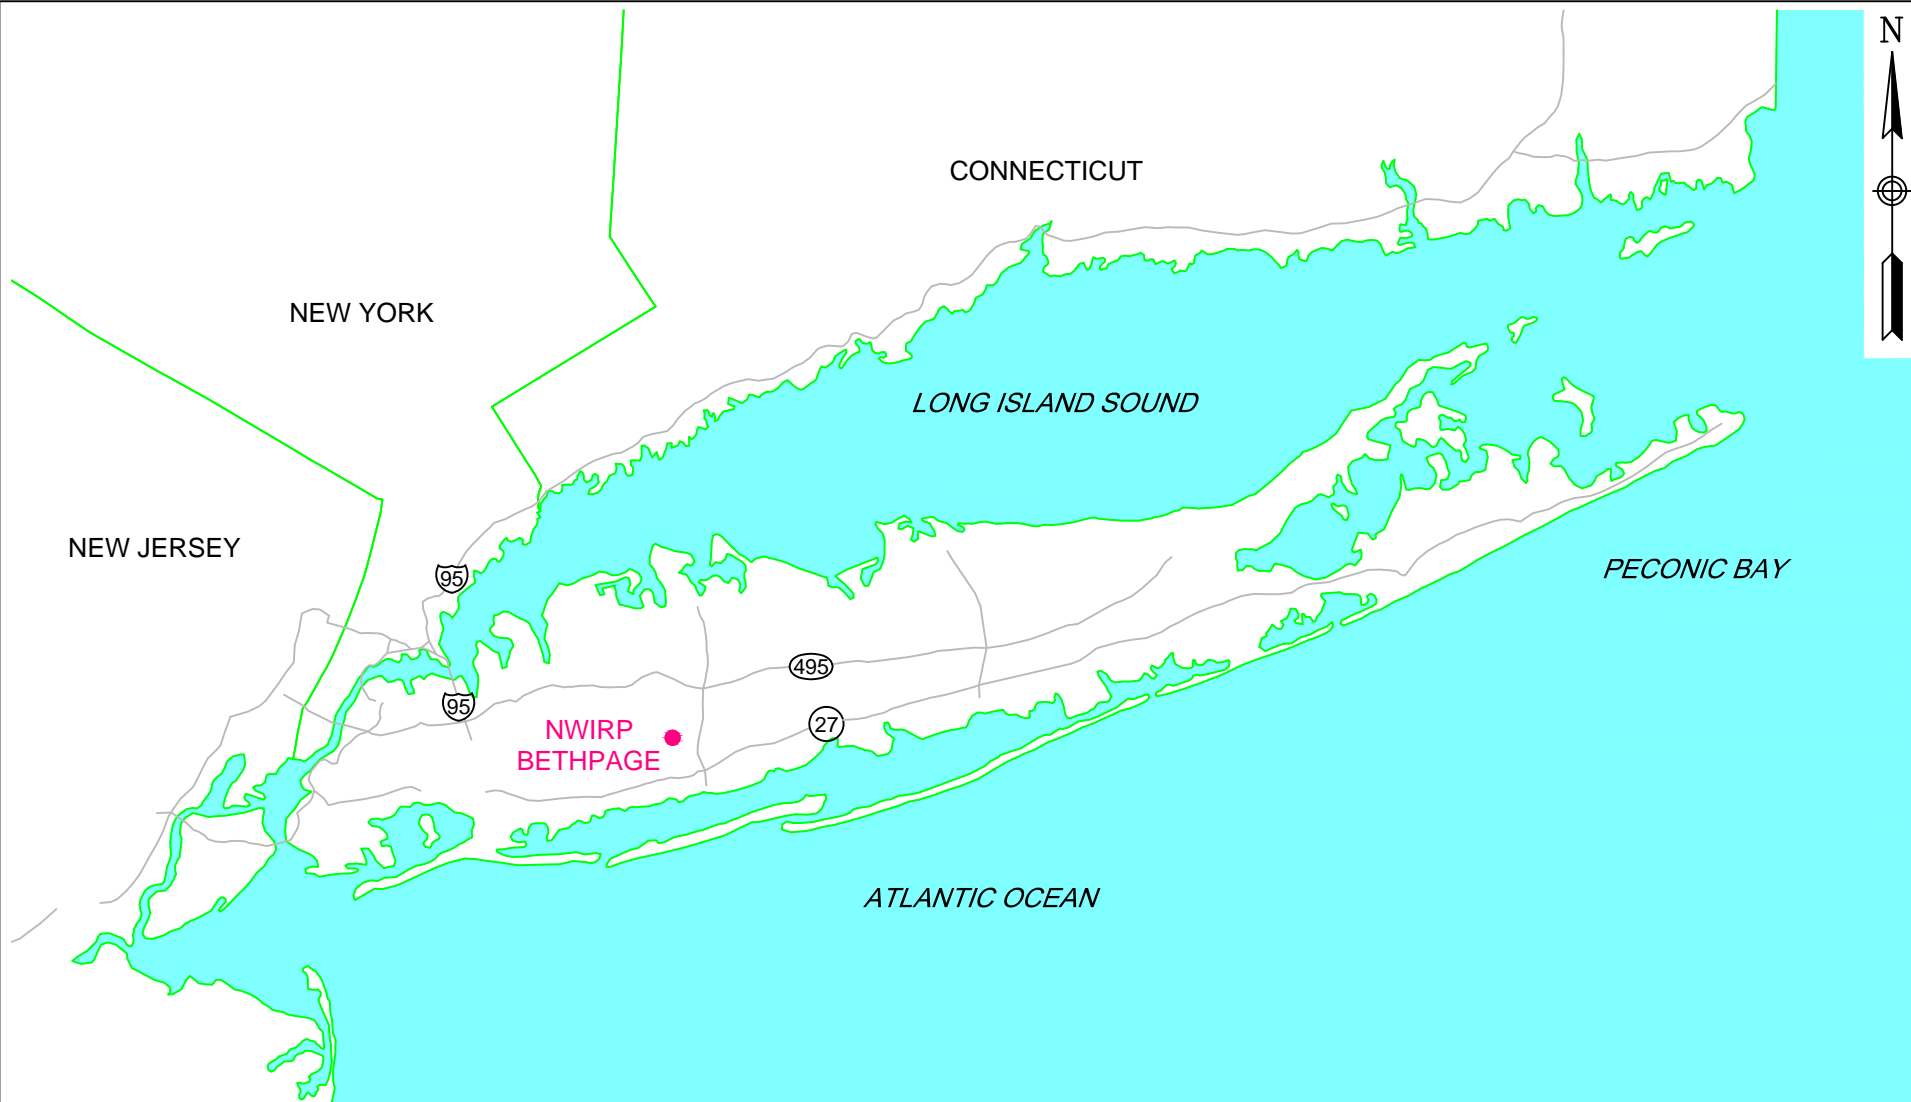 N
CONNECTICUT
NEW YORK
LONG ISLAND SOUND
NEW JERSEY
PECONIC BAY
95
495
95
27
NWIRP
BETHPAGE
ATLANTIC OCEAN